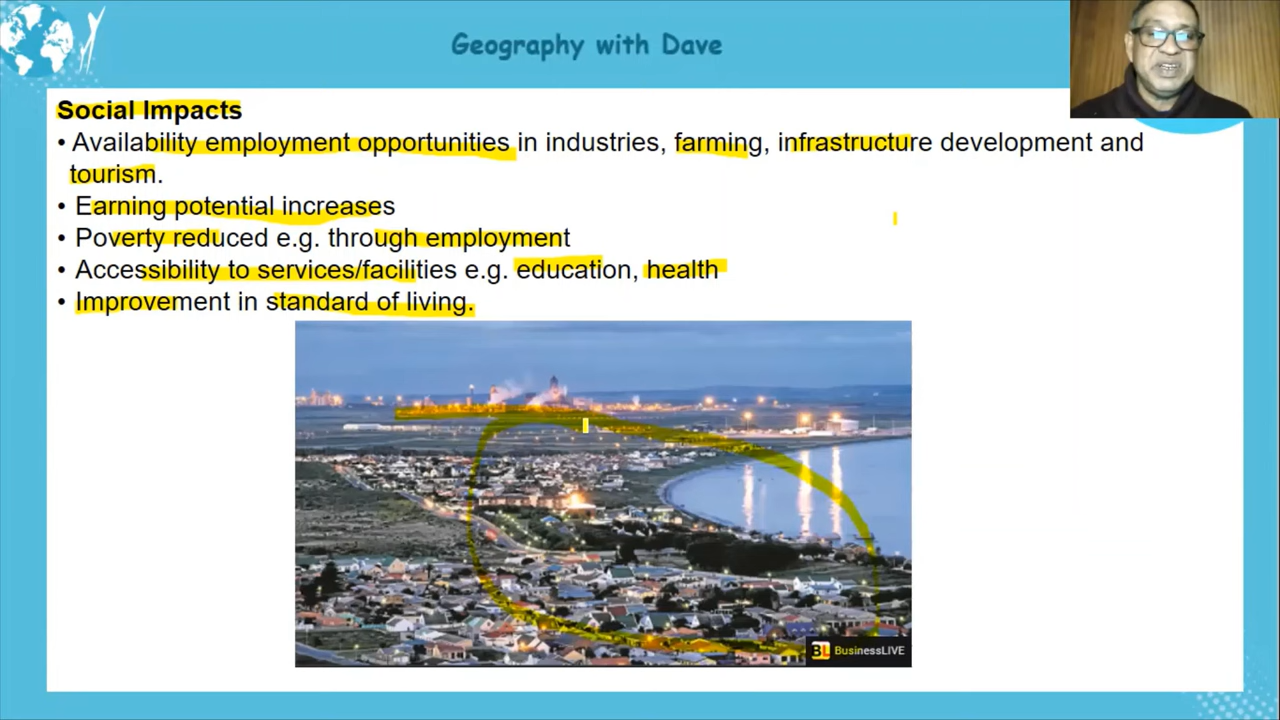 Geography with Dave
Social Impacts
• Availability employment opportunities in industries, farming, infrastructure development and
tourism.
• Earning potential increases
• Poverty reduced e.g. through employment
• Accessibility to services/facilities e.g. education, health
• Improvement in standard of living.
BL BusinessLIVE